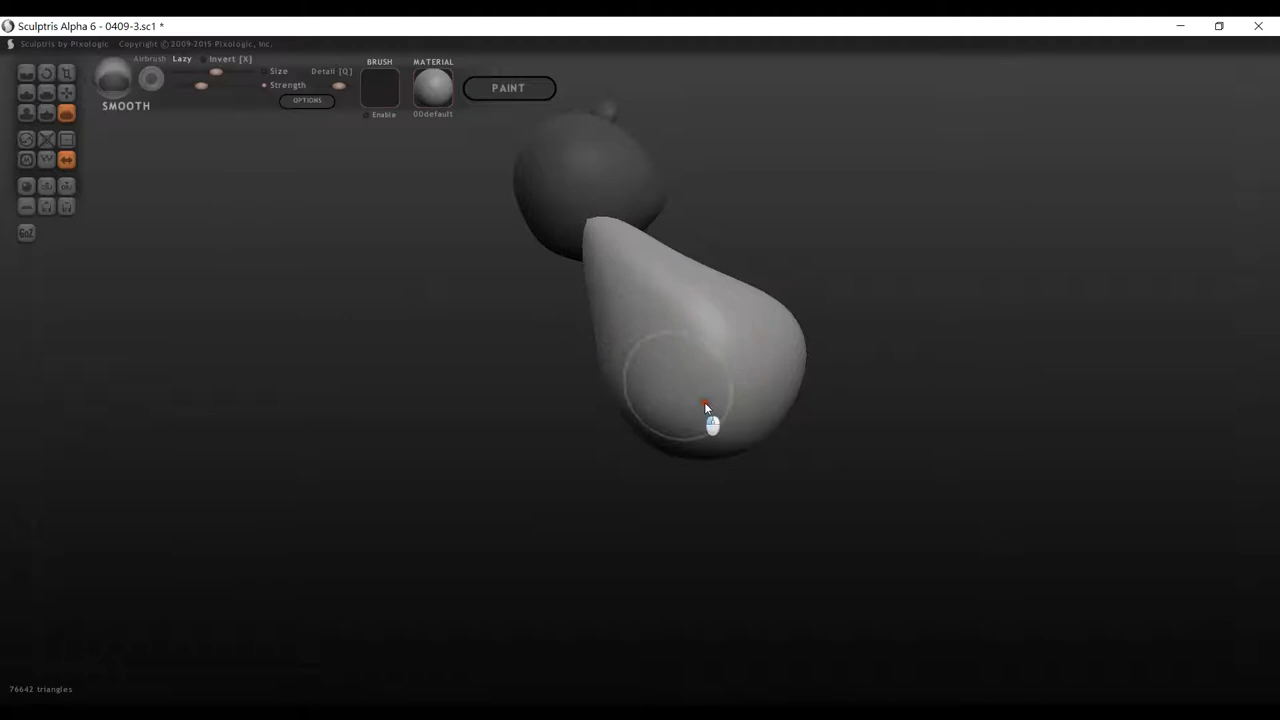 Sculptris Alpha 6 - 0409-3.sc1 *
Sculptris by Pixologic Copyright © 2009-2015 Pixologic, Inc.
Airbrush Lazy Invert [X]
Size Detail [Q]
Strength
OPTIONS
SMOOTH
BRUSH
Enable
MATERIAL
00default
PAINT
GoZ
76642 triangles